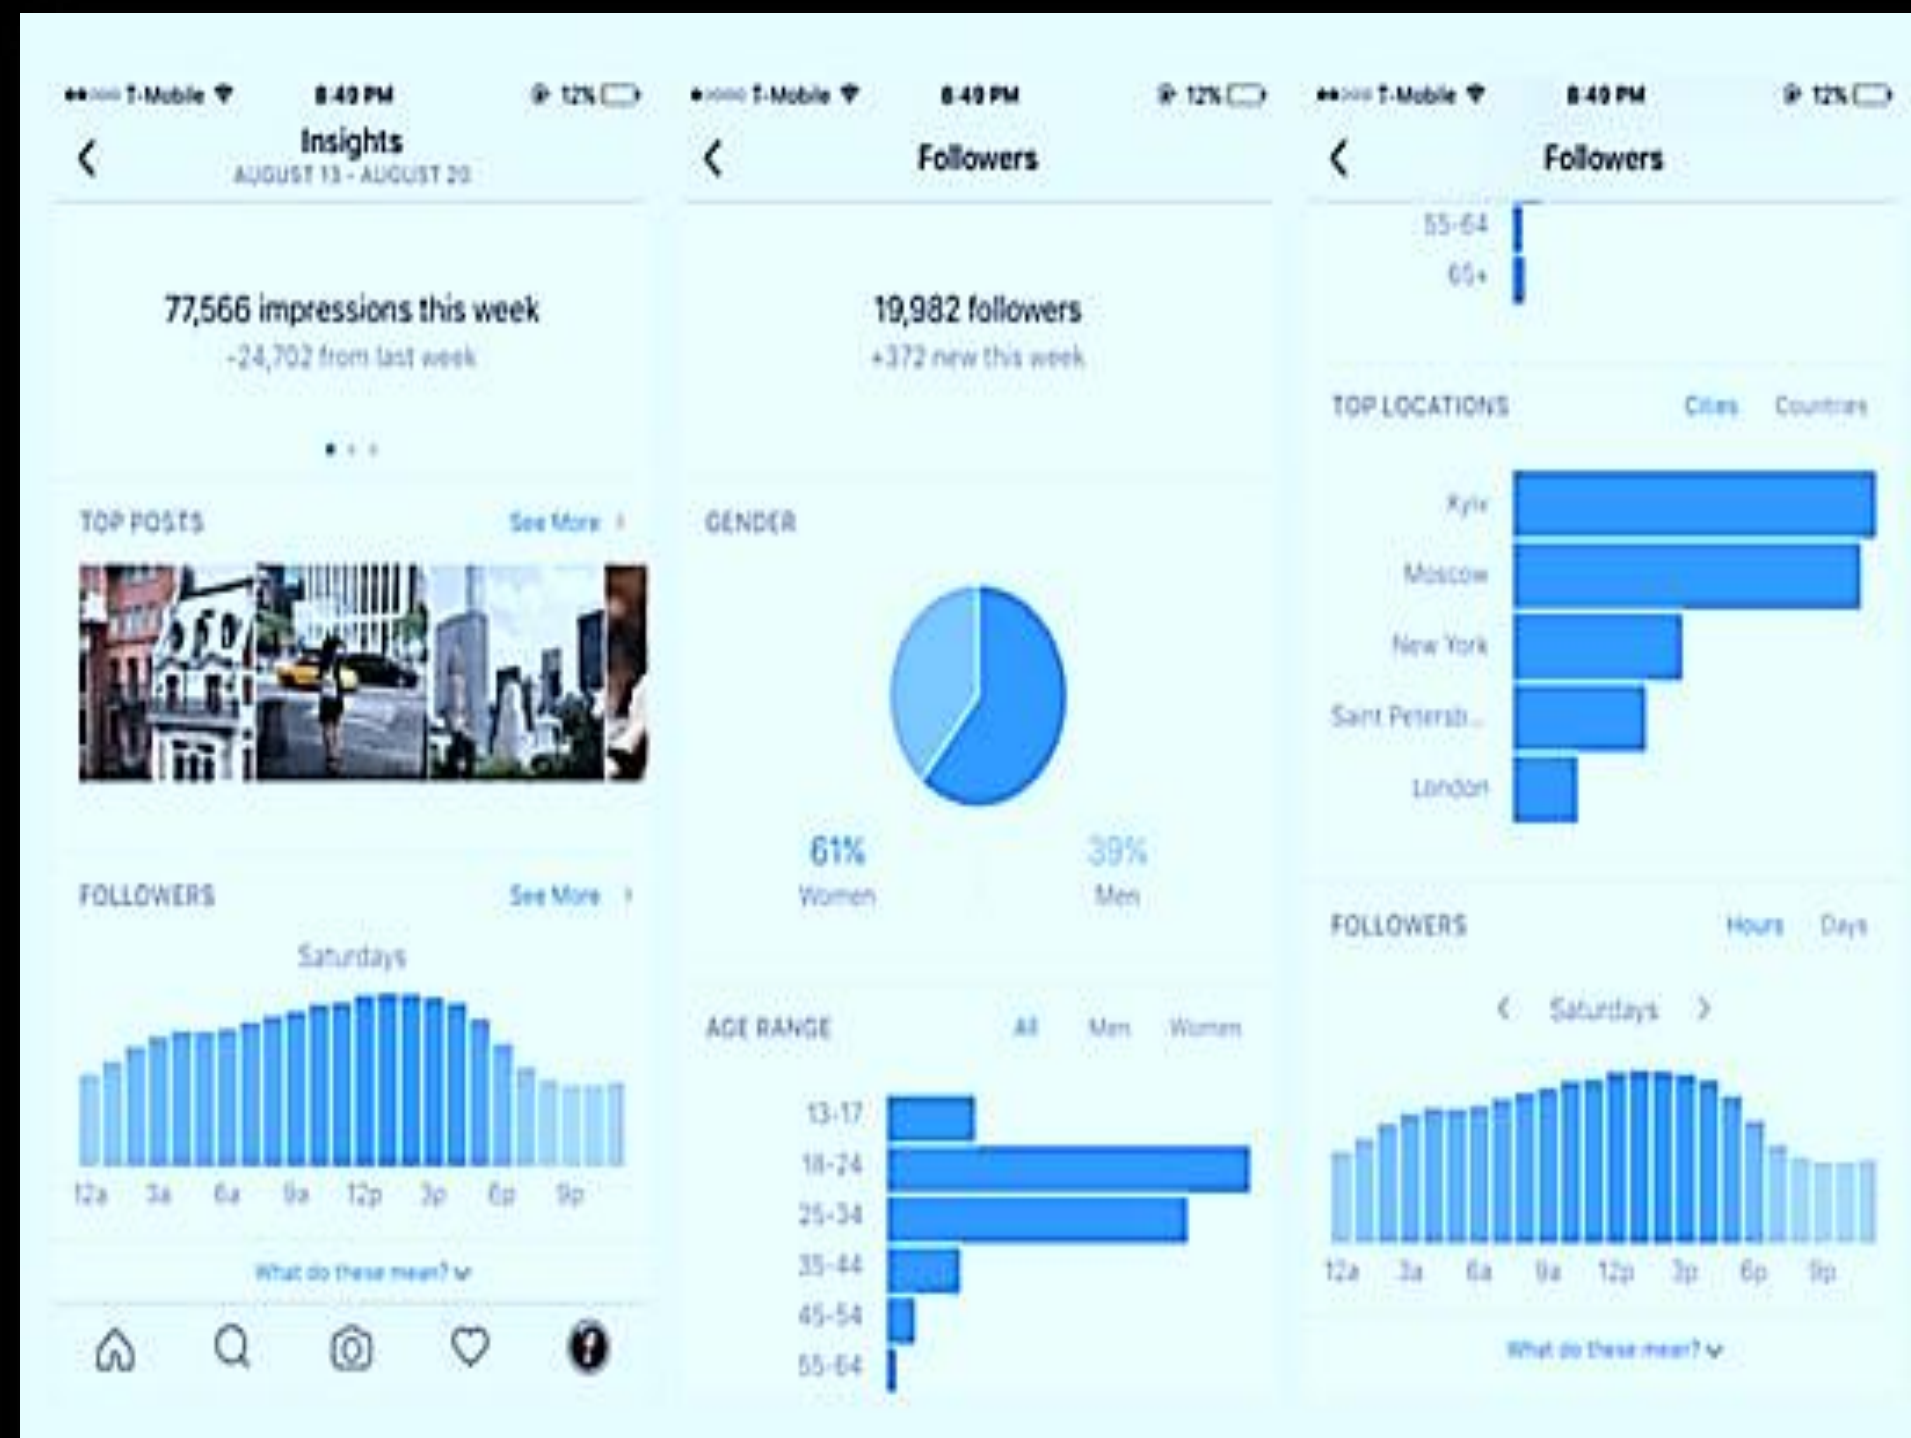 T-Mobile 8:49 PM 12%
Insights
AUGUST 13 - AUGUST 20
77,566 impressions this week
-24,702 from last week
TOP POSTS See More
FOLLOWERS See More
Saturdays
12a 3a 6a 9a 12p 3p 6p 9p
What do these mean?
T-Mobile 8:49 PM 12%
Followers
19,982 followers
+372 new this week
GENDER
61% 39%
Women Men
AGE RANGE All Men Women
13-17
18-24
25-34
35-44
45-54
55-64
T-Mobile 8:49 PM 12%
Followers
55-64
65+
TOP LOCATIONS Cities Countries
Kyiv
Moscow
New York
Saint Petersb...
London
FOLLOWERS Hours Days
Saturdays
12a 3a 6a 9a 12p 3p 6p 9p
What do these mean?